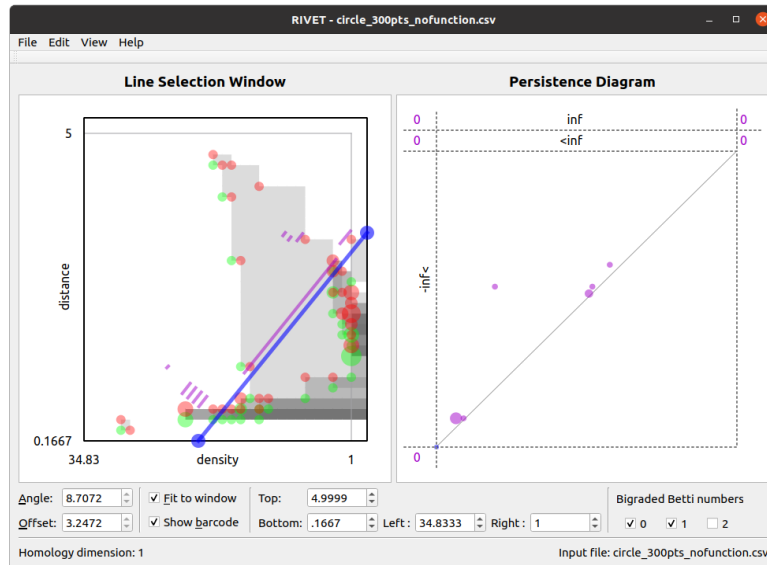 RIVET - circle_300pts_nofunction.csv
File Edit View Help
Line Selection Window
Persistence Diagram
5
distance
0.1667
34.83
density
1
0 inf 0
0 <inf 0
-inf<
0
Angle: 8.7072
Fit to window
Top: 4.9999
Bigraded Betti numbers
Offset: 3.2472
Show barcode
Bottom: .1667 Left : 34.8333 Right : 1
0 1 2
Homology dimension: 1
Input file: circle_300pts_nofunction.csv